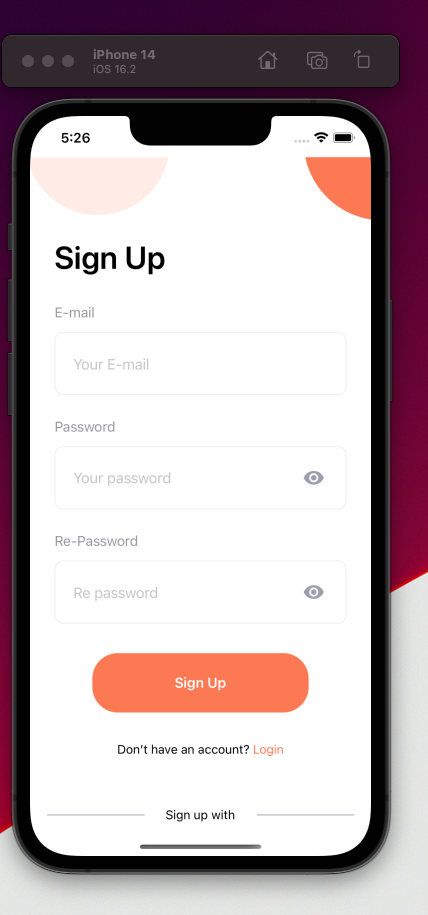 iPhone 14
iOS 16.2
5:26
Sign Up
E-mail
Your E-mail
Password
Your password
Re-Password
Re password
Sign Up
Don't have an account? Login
Sign up with